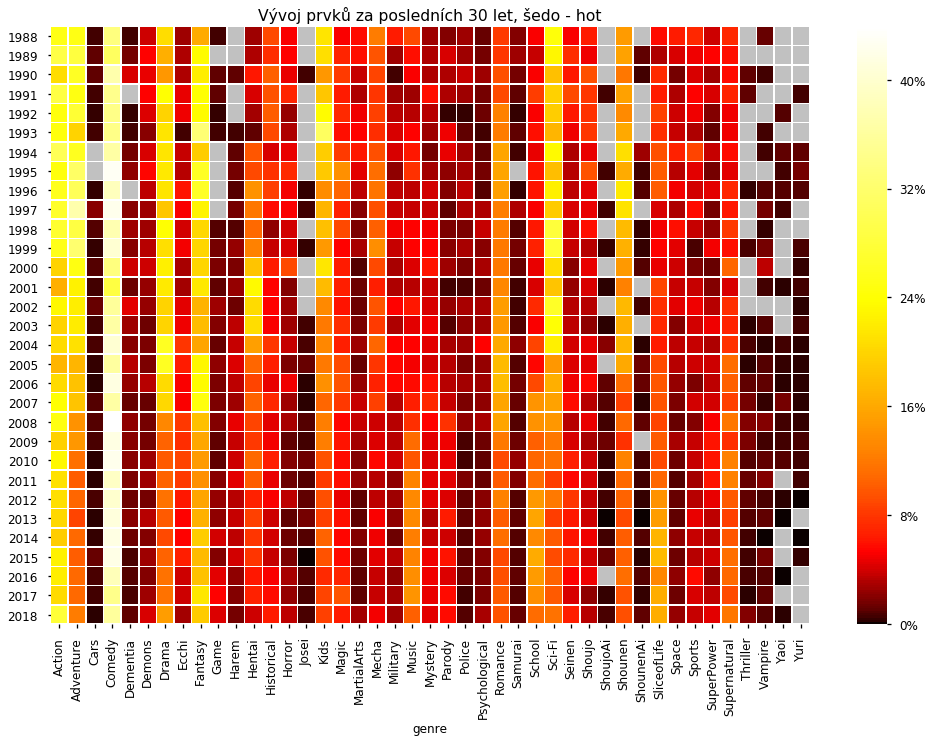 Vývoj prvků za posledních 30 let, šedo - hot
1988
1989
1990
1991
1992
1993
1994
1995
1996
1997
1998
1999
2000
2001
2002
2003
2004
2005
2006
2007
2008
2009
2010
2011
2012
2013
2014
2015
2016
2017
2018
40%
32%
24%
16%
8%
0%
Action
Adventure
Cars
Comedy
Dementia
Demons
Drama
Ecchi
Fantasy
Game
Harem
Hentai
Historical
Horror
Josei
Kids
Magic
MartialArts
Mecha
Military
Music
Mystery
Parody
Police
Psychological
Romance
Samurai
School
Sci-Fi
Seinen
Shoujo
ShoujoAi
Shounen
ShounenAi
SliceofLife
Space
Sports
SuperPower
Supernatural
Thriller
Vampire
Yaoi
Yuri
genre